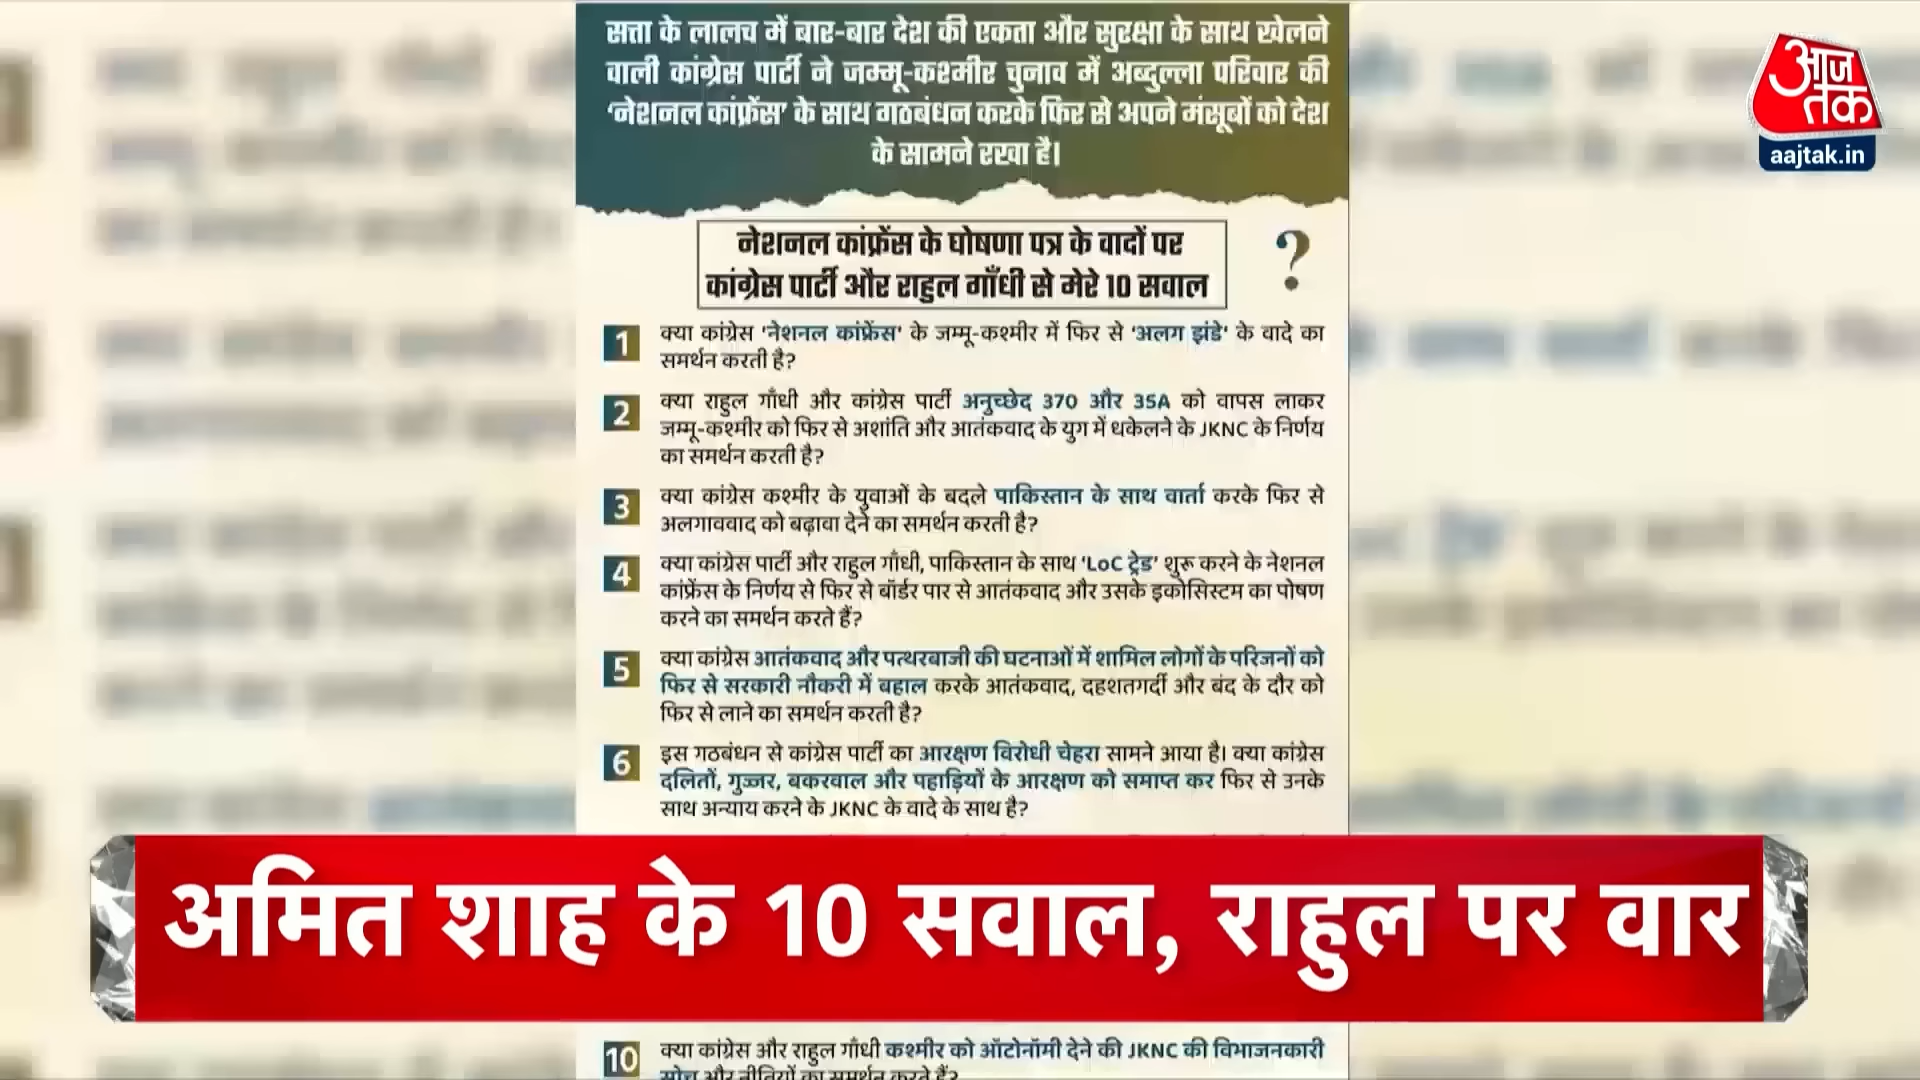 सत्ता के लालच में बार-बार देश की एकता और सुरक्षा के साथ खेलने
वाली कांग्रेस पार्टी ने जम्मू-कश्मीर चुनाव में अब्दुल्ला परिवार की
‘नेशनल कांफ्रेंस’ के साथ गठबंधन करके फिर से अपने मंसूबों को देश
के सामने रखा है।
आज तक
aajtak.in
नेशनल कांफ्रेंस के घोषणा पत्र के वादों पर
कांग्रेस पार्टी और राहुल गाँधी से मेरे 10 सवाल
?
1 क्या कांग्रेस 'नेशनल कांफ्रेंस' के जम्मू-कश्मीर में फिर से 'अलग झंडे' के वादे का
समर्थन करती है?
2 क्या राहुल गाँधी और कांग्रेस पार्टी अनुच्छेद 370 और 35A को वापस लाकर
जम्मू-कश्मीर को फिर से अशांति और आतंकवाद के युग में धकेलने के JKNC के निर्णय
का समर्थन करती है?
3 क्या कांग्रेस कश्मीर के युवाओं के बदले पाकिस्तान के साथ वार्ता करके फिर से
अलगाववाद को बढ़ावा देने का समर्थन करती है?
4 क्या कांग्रेस पार्टी और राहुल गाँधी, पाकिस्तान के साथ 'LoC ट्रेड' शुरू करने के नेशनल
कांफ्रेंस के निर्णय से फिर से बॉर्डर पार से आतंकवाद और उसके इकोसिस्टम का पोषण
करने का समर्थन करते हैं?
5 क्या कांग्रेस आतंकवाद और पत्थरबाजी की घटनाओं में शामिल लोगों के परिजनों को
फिर से सरकारी नौकरी में बहाल करके आतंकवाद, दहशतगर्दी और बंद के दौर को
फिर से लाने का समर्थन करती है?
6 इस गठबंधन से कांग्रेस पार्टी का आरक्षण विरोधी चेहरा सामने आया है। क्या कांग्रेस
दलितों, गुज्जर, बकरवाल और पहाड़ियों के आरक्षण को समाप्त कर फिर से उनके
साथ अन्याय करने के JKNC के वादे के साथ है?
अमित शाह के 10 सवाल, राहुल पर वार
10 क्या कांग्रेस और राहुल गाँधी कश्मीर को ऑटोनॉमी देने की JKNC की विभाजनकारी
सोच और नीतियों का समर्थन करते हैं?